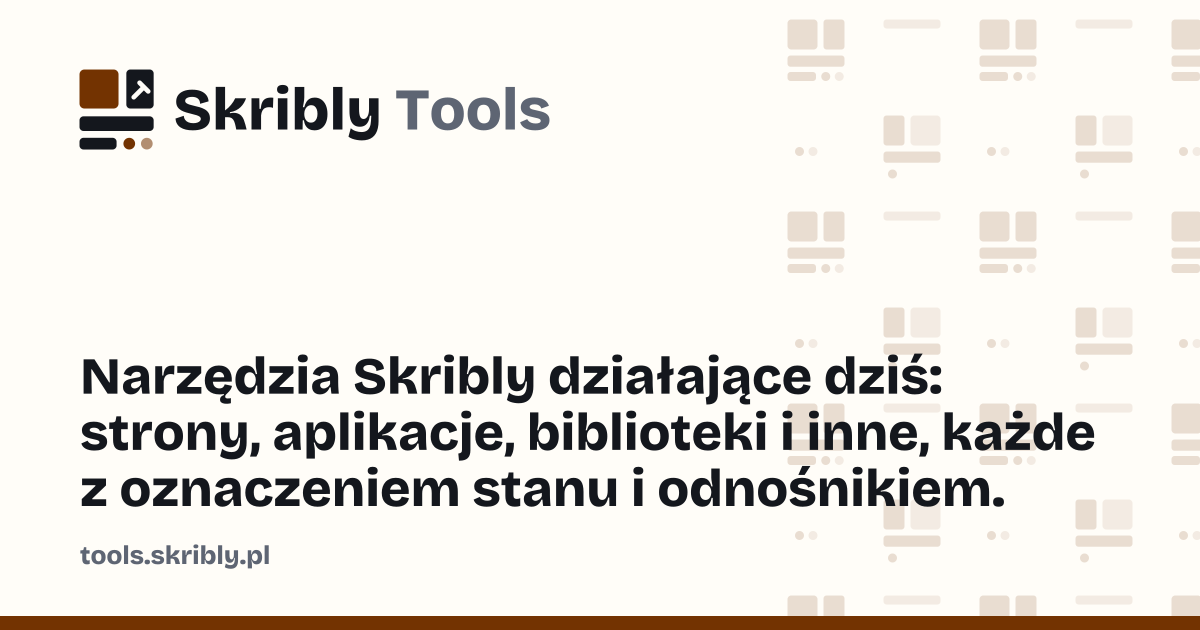 Skribly Tools
Narzędzia Skribly działające dziś:
strony, aplikacje, biblioteki i inne, każde
z oznaczeniem stanu i odnośnikiem.
tools.skribly.pl